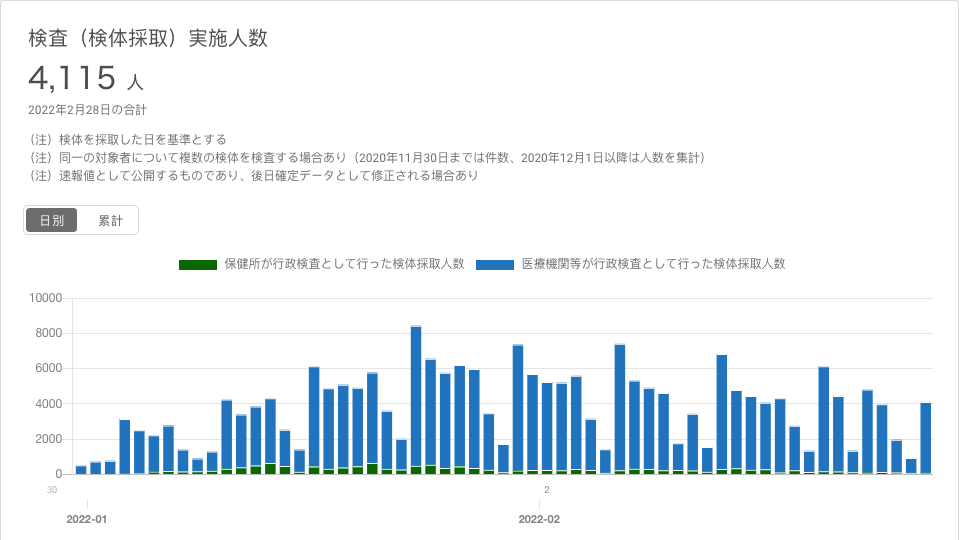 検査（検体採取）実施人数
4,115 人
2022年2月28日の合計
（注）検体を採取した日を基準とする
（注）同一の対象者について複数の検体を検査する場合あり（2020年11月30日までは件数、2020年12月1日以降は人数を集計）
（注）速報値として公開するものであり、後日確定データとして修正される場合あり
日別 累計
保健所が行政検査として行った検体採取人数 医療機関等が行政検査として行った検体採取人数
10000
8000
6000
4000
2000
0
30 2
2022-01 2022-02